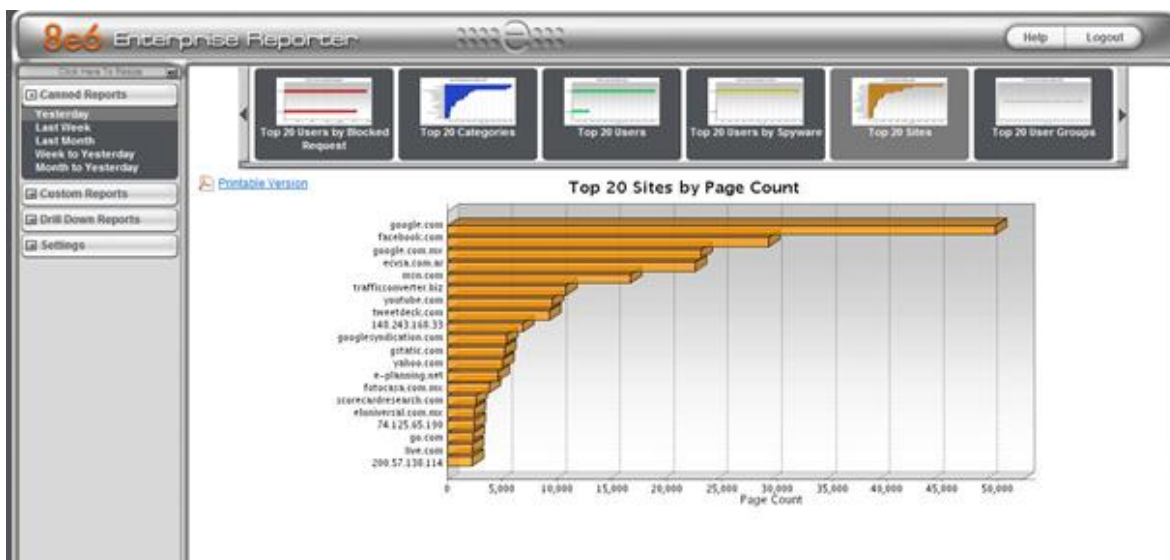 8e6 Enterprise Reporter
Help
Logout
Click Here To Resize
Canned Reports
Yesterday
Last Week
Last Month
Week to Yesterday
Month to Yesterday
Custom Reports
Drill Down Reports
Settings
Top 20 Users by Blocked
Request
Top 20 Categories
Top 20 Users
Top 20 Users by Spyware
Top 20 Sites
Top 20 User Groups
Printable Version
Top 20 Sites by Page Count
google.com
facebook.com
google.com.mx
ecvsa.com.ar
msn.com
trafficconverter.biz
youtube.com
tweetdeck.com
148.243.168.33
googlesyndication.com
gstatic.com
yahoo.com
e-planning.net
fotocasa.com.mx
scorecardresearch.com
eluniversal.com.mx
74.125.65.190
go.com
live.com
200.57.138.114
0
5,000
10,000
15,000
20,000
25,000
30,000
35,000
40,000
45,000
50,000
Page Count